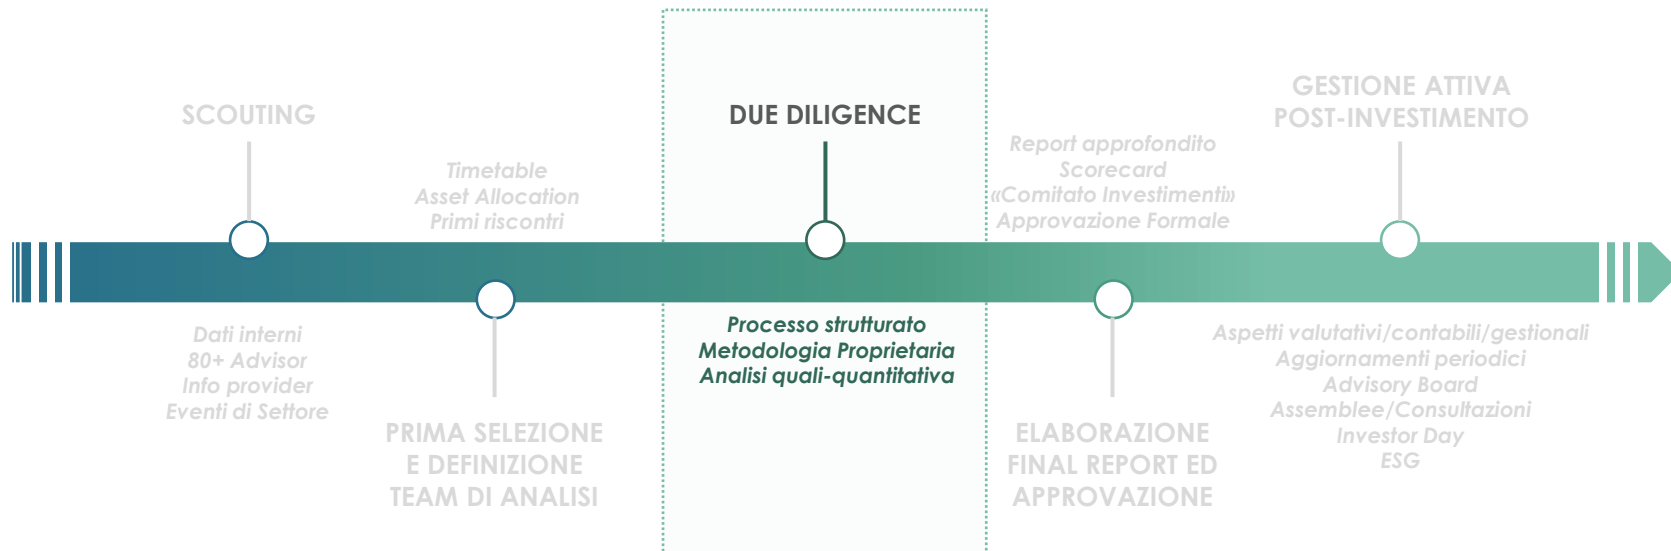 SCOUTING
Dati interni
80+ Advisor
Info provider
Eventi di Settore
Timetable
Asset Allocation
Primi riscontri
PRIMA SELEZIONE
E DEFINIZIONE
TEAM DI ANALISI
DUE DILIGENCE
Processo strutturato
Metodologia Proprietaria
Analisi quali-quantitativa
Report approfondito
Scorecard
«Comitato Investimenti»
Approvazione Formale
ELABORAZIONE
FINAL REPORT ED
APPROVAZIONE
GESTIONE ATTIVA
POST-INVESTIMENTO
Aspetti valutativi/contabili/gestionali
Aggiornamenti periodici
Advisory Board
Assemblee/Consultazioni
Investor Day
ESG